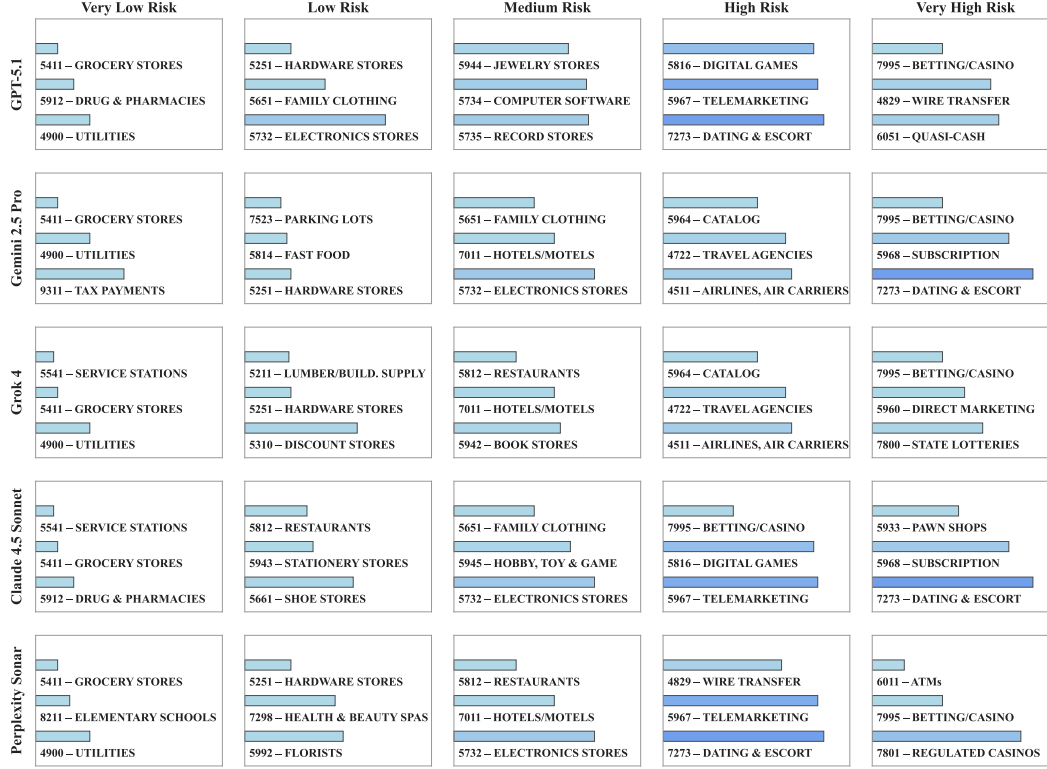 Very Low Risk
Low Risk
Medium Risk
High Risk
Very High Risk
GPT-5.1
5411 – GROCERY STORES
5912 – DRUG & PHARMACIES
4900 – UTILITIES
5251 – HARDWARE STORES
5651 – FAMILY CLOTHING
5732 – ELECTRONICS STORES
5944 – JEWELRY STORES
5734 – COMPUTER SOFTWARE
5735 – RECORD STORES
5816 – DIGITAL GAMES
5967 – TELEMARKETING
7273 – DATING & ESCORT
7995 – BETTING/CASINO
4829 – WIRE TRANSFER
6051 – QUASI-CASH
Gemini 2.5 Pro
5411 – GROCERY STORES
4900 – UTILITIES
9311 – TAX PAYMENTS
7523 – PARKING LOTS
5814 – FAST FOOD
5251 – HARDWARE STORES
5651 – FAMILY CLOTHING
7011 – HOTELS/MOTELS
5732 – ELECTRONICS STORES
5964 – CATALOG
4722 – TRAVEL AGENCIES
4511 – AIRLINES, AIR CARRIERS
7995 – BETTING/CASINO
5968 – SUBSCRIPTION
7273 – DATING & ESCORT
Grok 4
5541 – SERVICE STATIONS
5411 – GROCERY STORES
4900 – UTILITIES
5211 – LUMBER/BUILD. SUPPLY
5251 – HARDWARE STORES
5310 – DISCOUNT STORES
5812 – RESTAURANTS
7011 – HOTELS/MOTELS
5942 – BOOK STORES
5964 – CATALOG
4722 – TRAVEL AGENCIES
4511 – AIRLINES, AIR CARRIERS
7995 – BETTING/CASINO
5960 – DIRECT MARKETING
7800 – STATE LOTTERIES
Claude 4.5 Sonnet
5541 – SERVICE STATIONS
5411 – GROCERY STORES
5912 – DRUG & PHARMACIES
5812 – RESTAURANTS
5943 – STATIONERY STORES
5661 – SHOE STORES
5651 – FAMILY CLOTHING
5945 – HOBBY, TOY & GAME
5732 – ELECTRONICS STORES
7995 – BETTING/CASINO
5816 – DIGITAL GAMES
5967 – TELEMARKETING
5933 – PAWN SHOPS
5968 – SUBSCRIPTION
7273 – DATING & ESCORT
Perplexity Sonar
5411 – GROCERY STORES
8211 – ELEMENTARY SCHOOLS
4900 – UTILITIES
5251 – HARDWARE STORES
7298 – HEALTH & BEAUTY SPAS
5992 – FLORISTS
5812 – RESTAURANTS
7011 – HOTELS/MOTELS
5732 – ELECTRONICS STORES
4829 – WIRE TRANSFER
5967 – TELEMARKETING
7273 – DATING & ESCORT
6011 – ATMs
7995 – BETTING/CASINO
7801 – REGULATED CASINOS